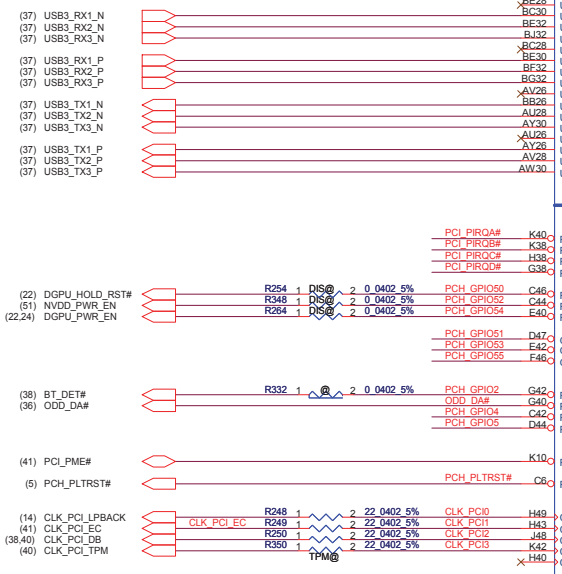 BE28
(37) USB3_RX1_N BC30
(37) USB3_RX2_N BE32
(37) USB3_RX3_N BJ32
BC28
(37) USB3_RX1_P BE30
(37) USB3_RX2_P BF32
(37) USB3_RX3_P BG32
AV26
(37) USB3_TX1_N BB26
(37) USB3_TX2_N AU28
(37) USB3_TX3_N AY30
AU26
(37) USB3_TX1_P AY26
(37) USB3_TX2_P AV28
(37) USB3_TX3_P AW30
PCI_PIRQA# K40
PCI_PIRQB# K38
PCI_PIRQC# H38
PCI_PIRQD# G38
(22) DGPU_HOLD_RST# R254 1 DIS@ 2 0_0402_5% PCH_GPIO50 C46
(51) NVDD_PWR_EN R348 1 DIS@ 2 0_0402_5% PCH_GPIO52 C44
(22,24) DGPU_PWR_EN R264 1 DIS@ 2 0_0402_5% PCH_GPIO54 E40
PCH_GPIO51 D47
PCH_GPIO53 E42
PCH_GPIO55 F46
(38) BT_DET# R332 1 @ 2 0_0402_5% PCH_GPIO2 G42
(36) ODD_DA# ODD_DA# G40
PCH_GPIO4 C42
PCH_GPIO5 D44
(41) PCI_PME# K10
(5) PCH_PLTRST# PCH_PLTRST# C6
(14) CLK_PCI_LPBACK R248 1 2 22_0402_5% CLK_PCI0 H49
(41) CLK_PCI_EC CLK_PCI_EC R249 1 2 22_0402_5% CLK_PCI1 H43
(38,40) CLK_PCI_DB R250 1 2 22_0402_5% CLK_PCI2 J48
(40) CLK_PCI_TPM R350 1 2 22_0402_5% CLK_PCI3 K42
TPM@ H40